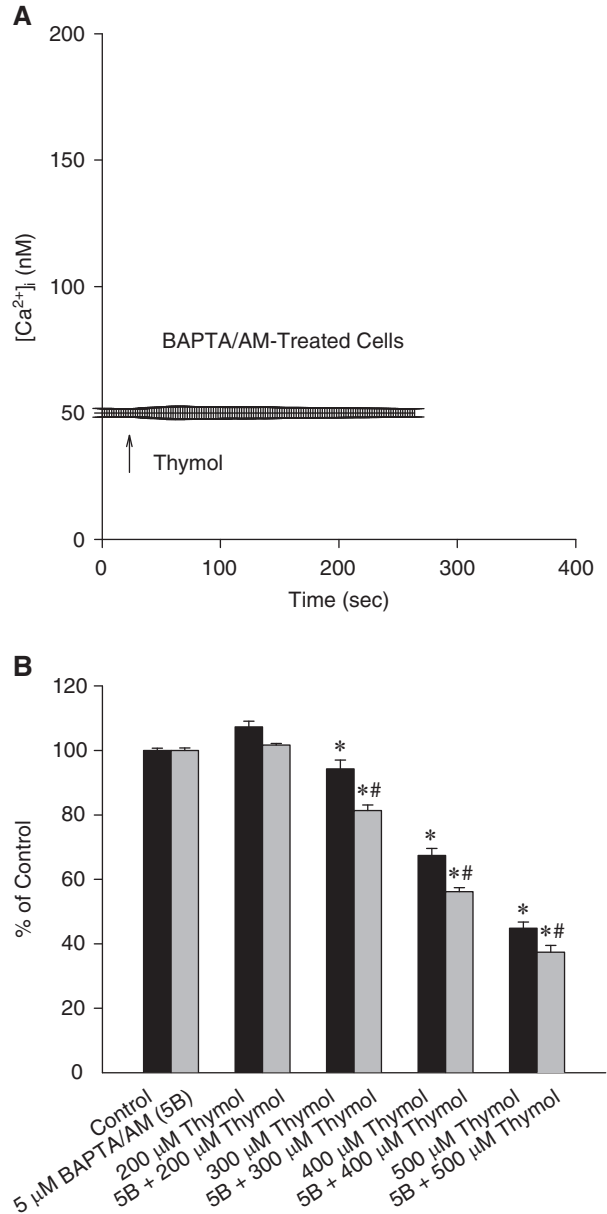 A
200
150
100
50
0
[Ca²⁺]ᵢ (nM)
BAPTA/AM-Treated Cells
Thymol
0 100 200 300 400
Time (sec)
B
120
100
80
60
40
20
0
% of Control
*
*#
*
*#
*
*#
Control
5 μM BAPTA/AM (5B)
200 μM Thymol
5B + 200 μM Thymol
300 μM Thymol
5B + 300 μM Thymol
400 μM Thymol
5B + 400 μM Thymol
500 μM Thymol
5B + 500 μM Thymol